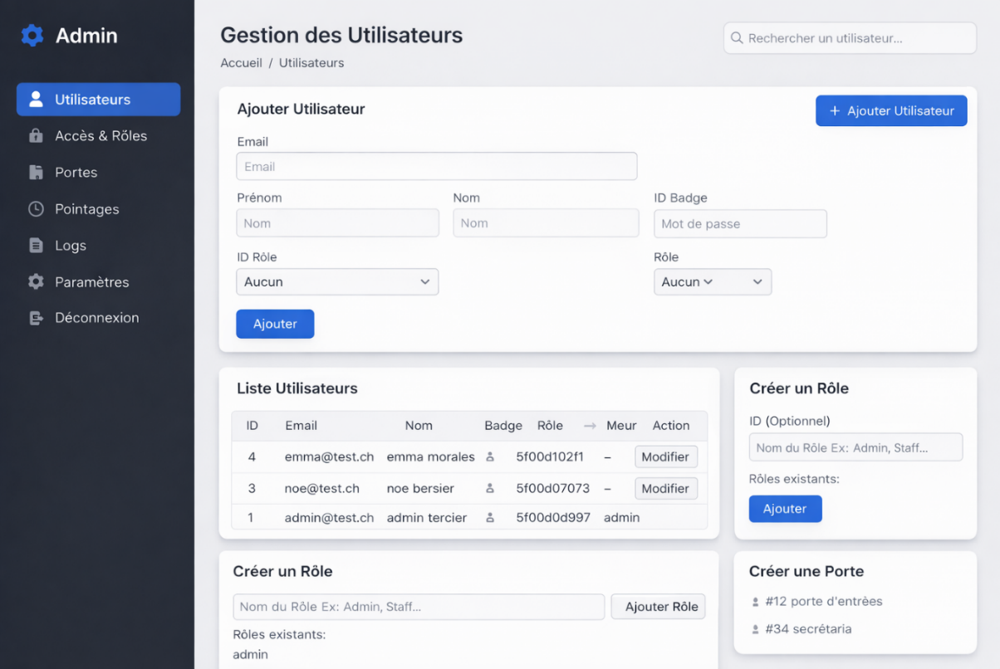 Admin
Utilisateurs
Accès & Rõles
Portes
Pointages
Logs
Paramètres
Déconnexion
Gestion des Utilisateurs
Rechercher un utilisateur...
Accueil / Utilisateurs
Ajouter Utilisateur
+ Ajouter Utilisateur
Email
Email
Prénom Nom ID Badge
Nom Nom Mot de passe
ID Rôle Rôle
Aucun Aucun
Ajouter
Liste Utilisateurs
ID Email Nom Badge Rôle → Meur Action
4 emma@test.ch emma morales 5f00d102f1 – Modifier
3 noe@test.ch noe bersier 5f00d07073 – Modifier
1 admin@test.ch admin tercier 5f00d0d997 admin
Créer un Rôle
ID (Optionnel)
Nom du Rôle Ex: Admin, Staff...
Rôles existants:
Ajouter
Créer un Rôle
Nom du Rôle Ex: Admin, Staff... Ajouter Rôle
Rôles existants:
admin
Créer une Porte
#12 porte d'entrèes
#34 secrétaria